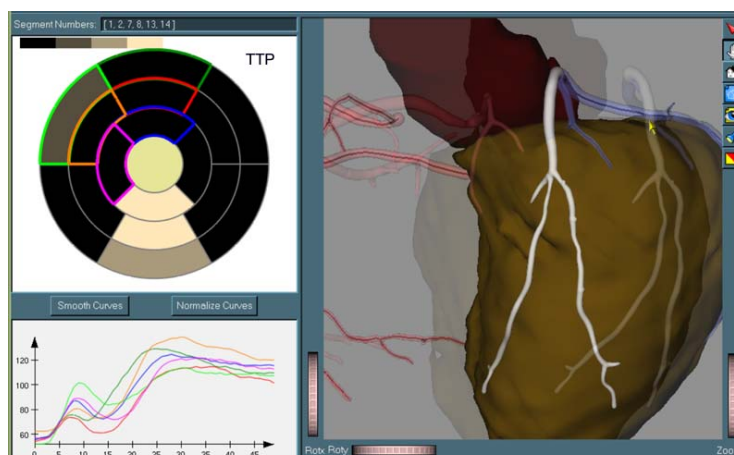 Segment Numbers: [ 1, 2, 7, 8, 13, 14 ]
TTP
Smooth Curves
Normalize Curves
120
100
80
60
0 5 10 15 20 25 30 35 40 45
Rotx Roty
Zoo